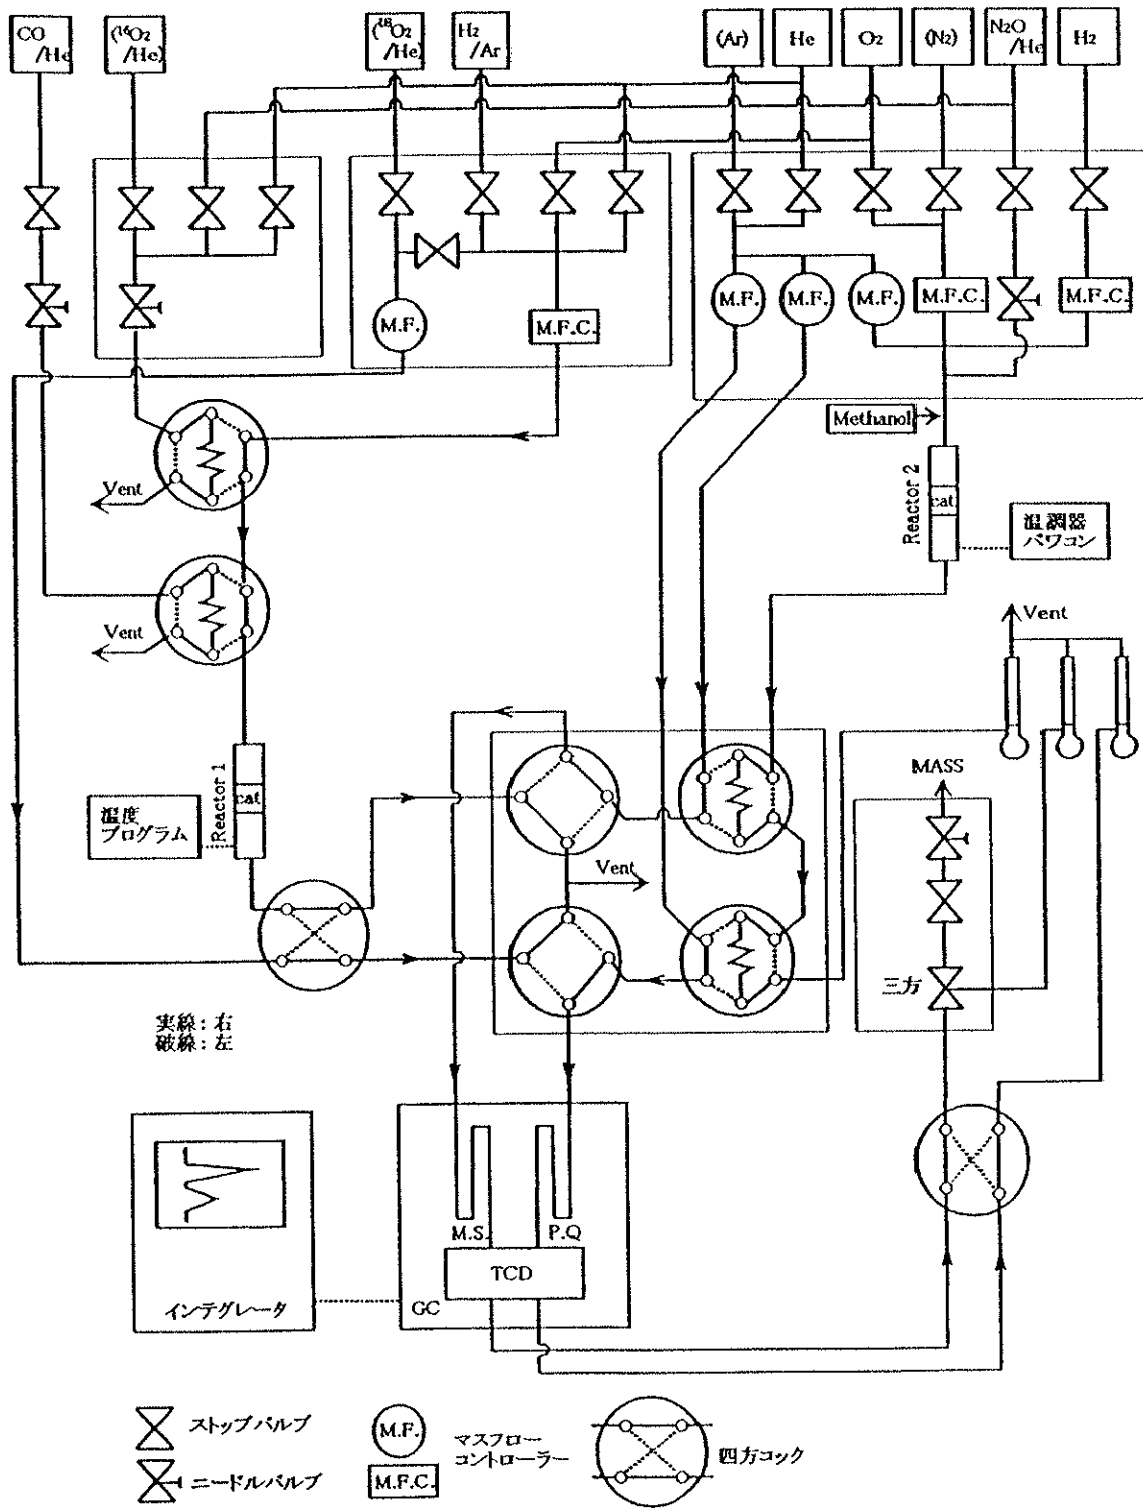 CO
/He
(¹⁶O₂
/He)
(¹⁸O₂
/He)
H₂
/Ar
(Ar)
He
O₂
(N₂)
N₂O
/He
H₂
M.F.
M.F.C.
M.F.
M.F.
M.F.
M.F.C.
M.F.C.
Methanol
Vent
Reactor 2
cat.
温調器
パワコン
Vent
Vent
MASS
温度
プログラム
Reactor 1
cat.
Vent
三方
実線：右
破線：左
M.S.
P.Q
TCD
インテグレータ
GC
ストップバルブ
ニードルバルブ
M.F.
M.F.C.
マスフロー
コントローラー
四方コック